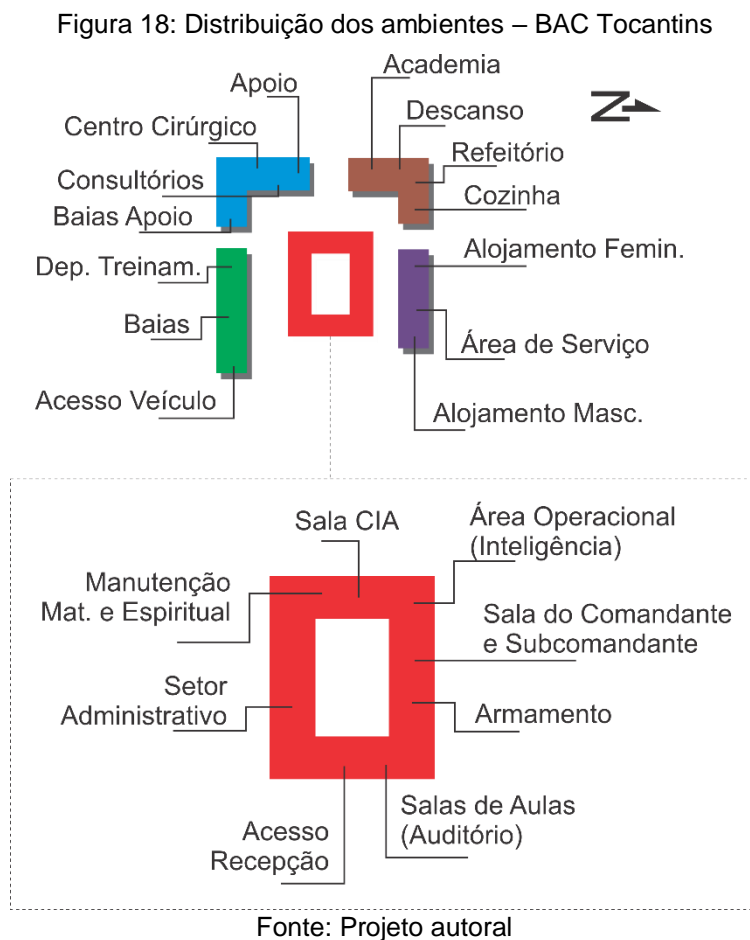 Figura 18: Distribuição dos ambientes – BAC Tocantins
Apoio
Centro Cirúrgico
Consultórios
Baias Apoio
Dep. Treinam.
Baias
Acesso Veículo
Academia
Descanso
Refeitório
Cozinha
Alojamento Femin.
Área de Serviço
Alojamento Masc.
Z
Sala CIA
Manutenção
Mat. e Espiritual
Setor
Administrativo
Acesso
Recepção
Área Operacional
(Inteligência)
Sala do Comandante
e Subcomandante
Armamento
Salas de Aulas
(Auditório)
Fonte: Projeto autoral